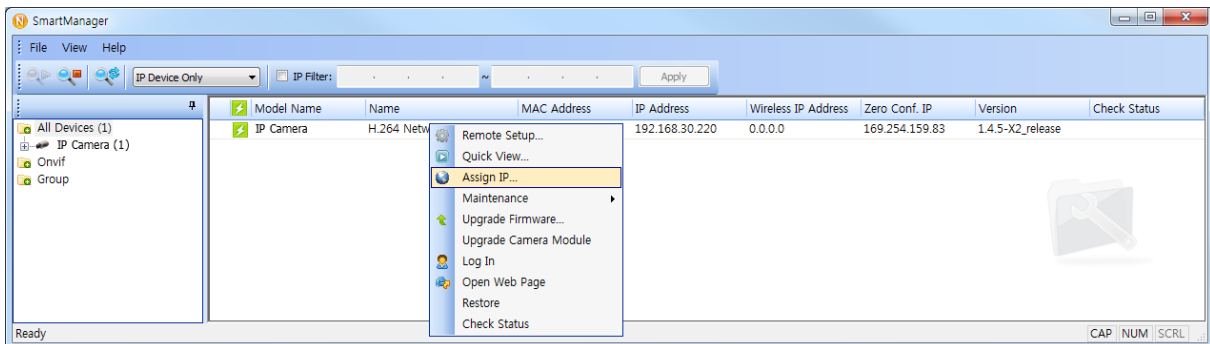 SmartManager
File View Help
IP Device Only IP Filter: . . . ~ . . . Apply
Model Name Name MAC Address IP Address Wireless IP Address Zero Conf. IP Version Check Status
All Devices (1)
IP Camera (1)
Onvif
Group
IP Camera H.264 Netw 192.168.30.220 0.0.0.0 169.254.159.83 1.4.5-X2_release
Remote Setup...
Quick View...
Assign IP...
Maintenance
Upgrade Firmware...
Upgrade Camera Module
Log In
Open Web Page
Restore
Check Status
Ready CAP NUM SCRL